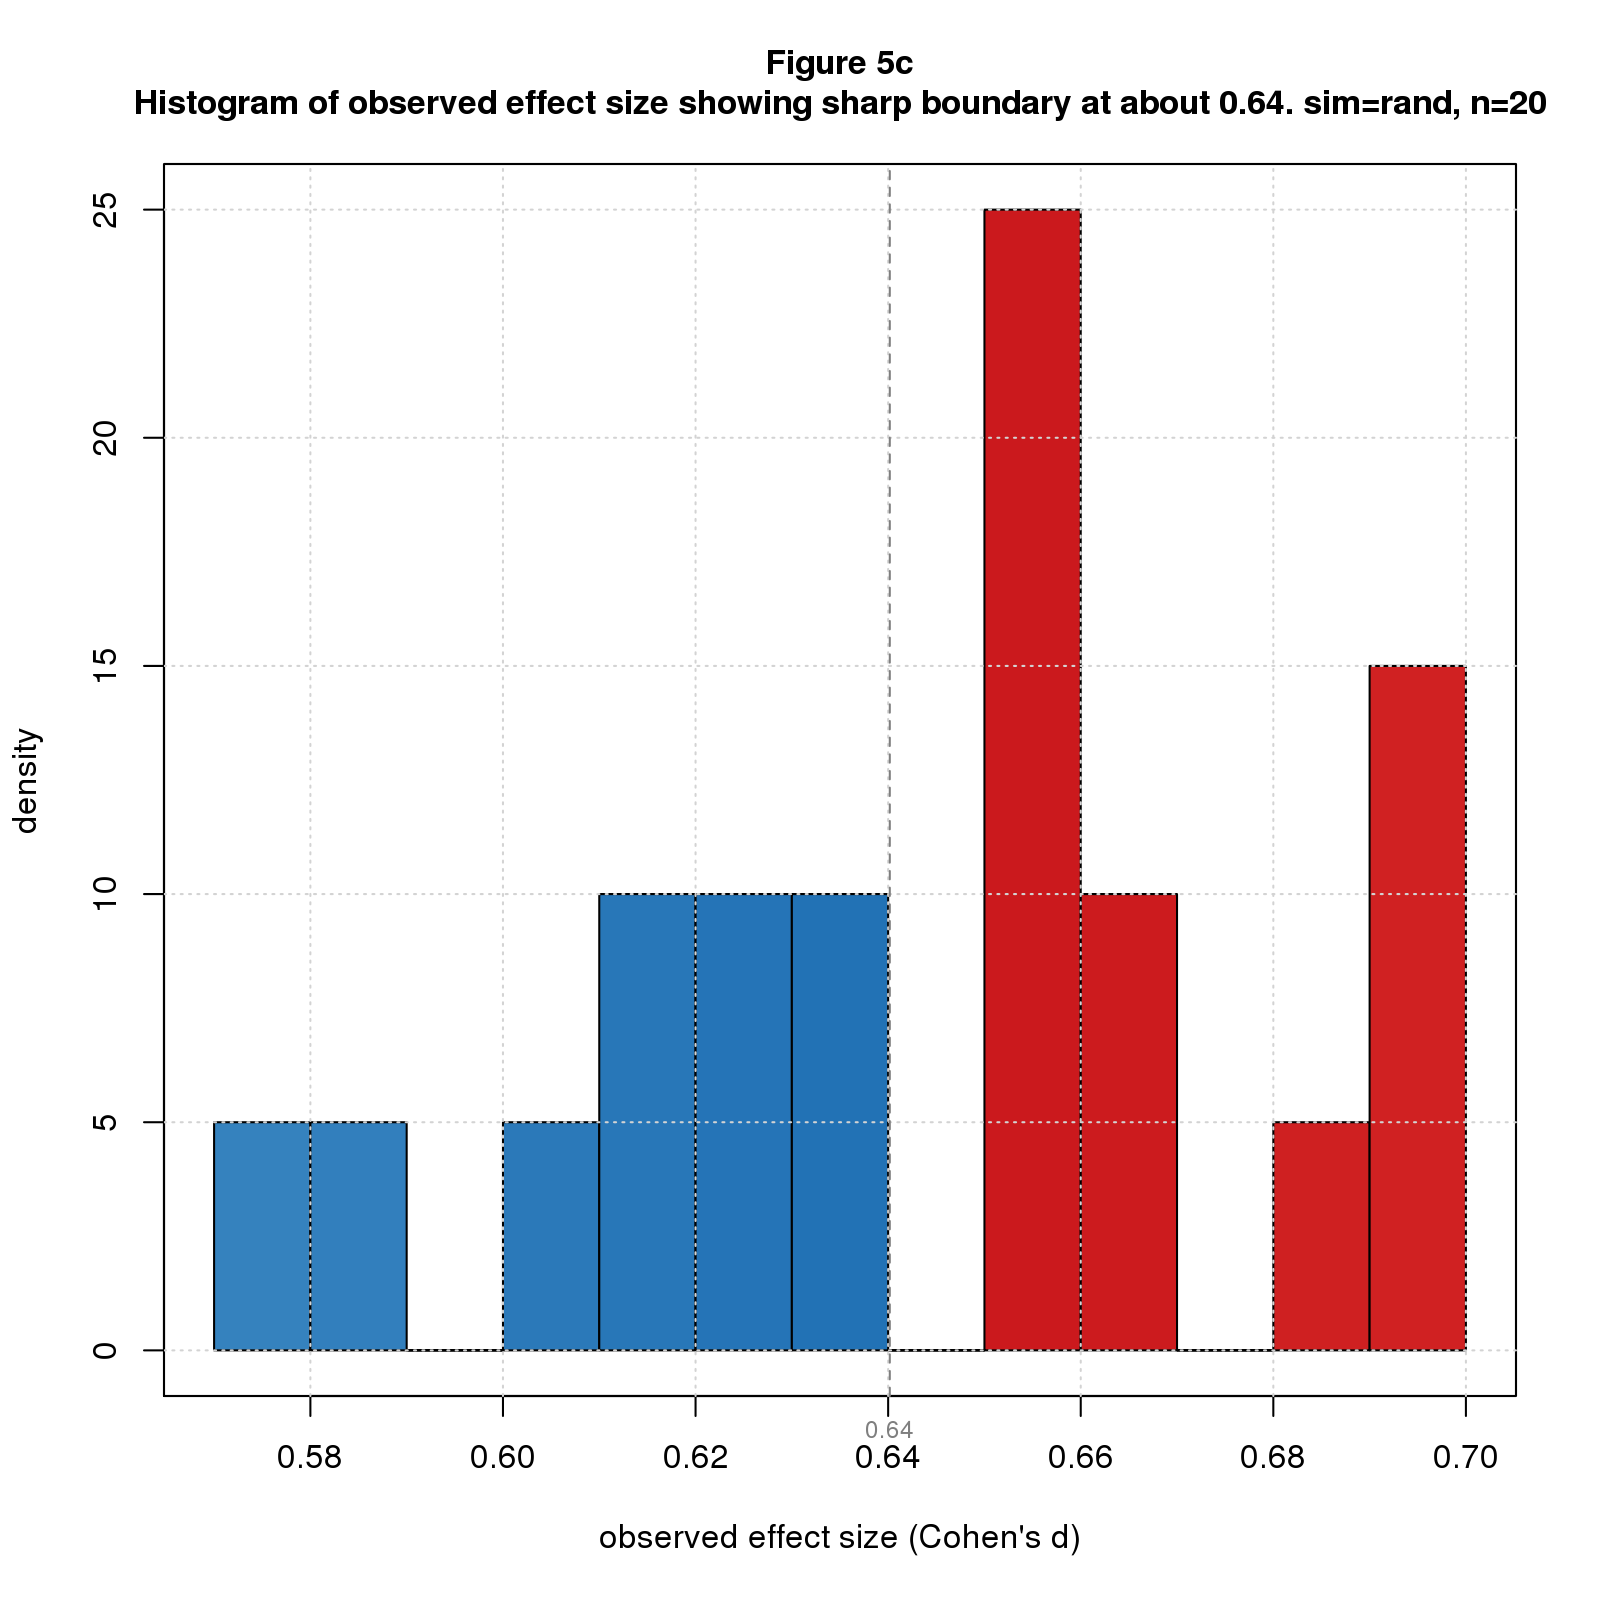 Figure 5c
Histogram of observed effect size showing sharp boundary at about 0.64. sim=rand, n=20
25
20
15
10
5
0
density
0.64
0.58 0.60 0.62 0.64 0.66 0.68 0.70
observed effect size (Cohen's d)